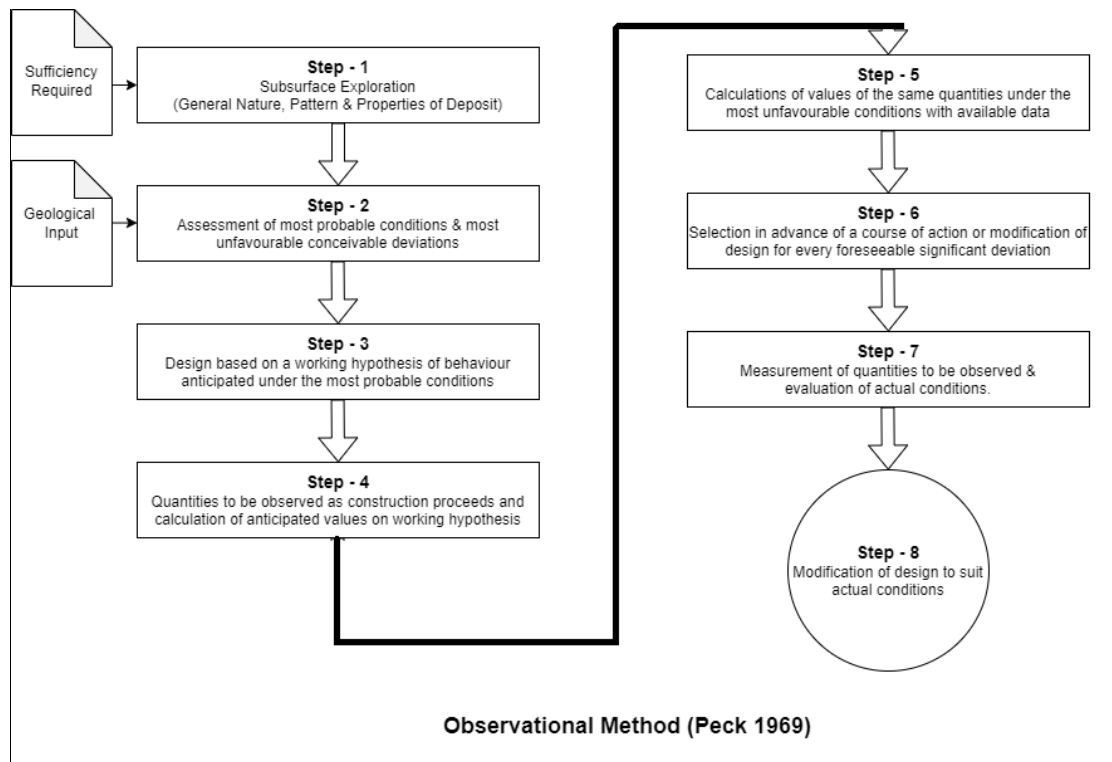 Sufficiency
Required
Step - 1
Subsurface Exploration
(General Nature, Pattern & Properties of Deposit)
Geological
Input
Step - 2
Assessment of most probable conditions & most
unfavourable conceivable deviations
Step - 3
Design based on a working hypothesis of behaviour
anticipated under the most probable conditions
Step - 4
Quantities to be observed as construction proceeds and
calculation of anticipated values on working hypothesis
Step - 5
Calculations of values of the same quantities under the
most unfavourable conditions with available data
Step - 6
Selection in advance of a course of action or modification of
design for every foreseeable significant deviation
Step - 7
Measurement of quantities to be observed &
evaluation of actual conditions.
Step - 8
Modification of design to suit
actual conditions
Observational Method (Peck 1969)